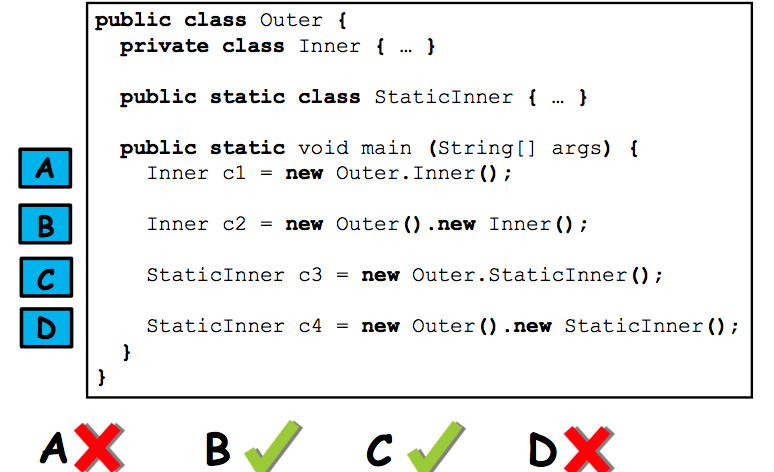 public class Outer {
private class Inner { … }
public static class StaticInner { … }
public static void main (String[] args) {
A Inner c1 = new Outer.Inner();
B Inner c2 = new Outer().new Inner();
C StaticInner c3 = new Outer.StaticInner();
D StaticInner c4 = new Outer().new StaticInner();
}
}
A B C D